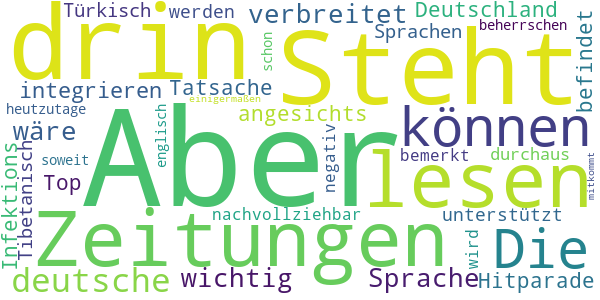 Türkisch
werden
verbreitet
Deutschland
beherrschen
drin
Steht
schon
Sprachen
befindet
integrieren
Tatsache
einigermaßen
heutzutage
Aber
angesichts
können
wäre
englisch
negativ
lesen
bemerkt
durchaus
mitkommt
Infektions
Tibetanisch
soweit
Top
Zeitungen
nachvollziehbar
unterstützt
wird
Die
deutsche
wichtig
Sprache
Hitparade